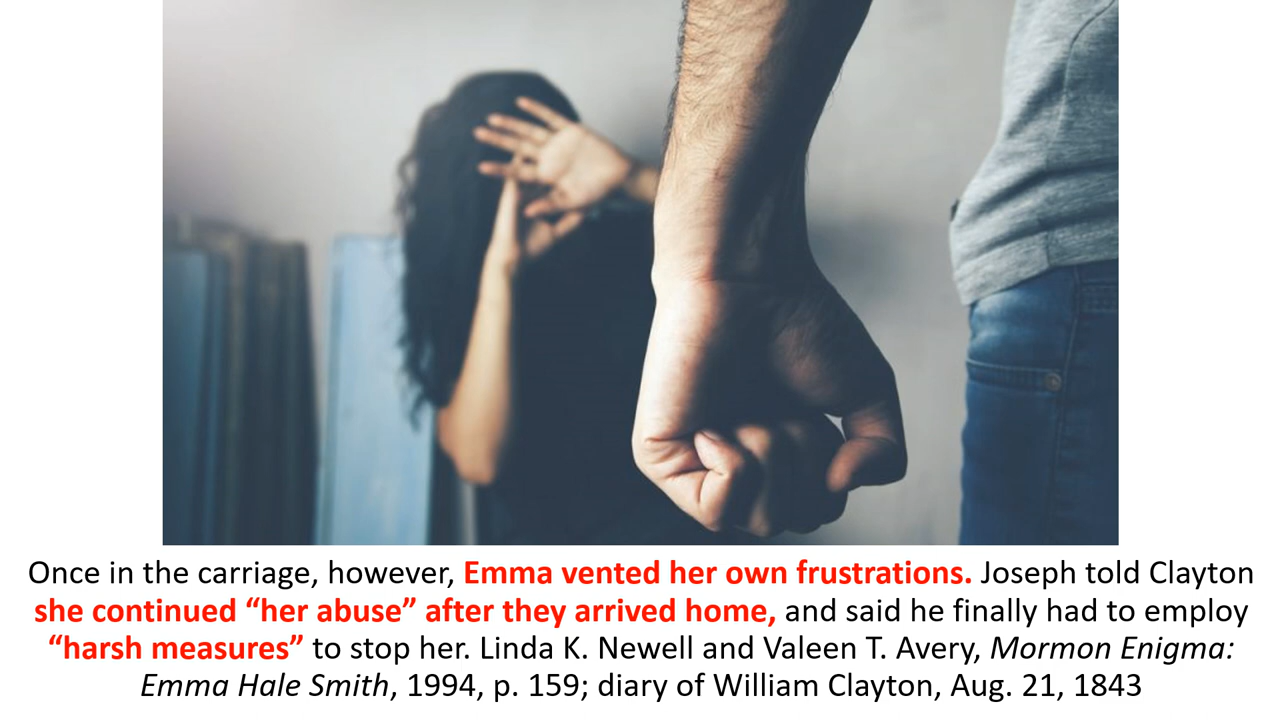 Once in the carriage, however, Emma vented her own frustrations. Joseph told Clayton
she continued “her abuse” after they arrived home, and said he finally had to employ
“harsh measures” to stop her. Linda K. Newell and Valeen T. Avery, Mormon Enigma:
Emma Hale Smith, 1994, p. 159; diary of William Clayton, Aug. 21, 1843